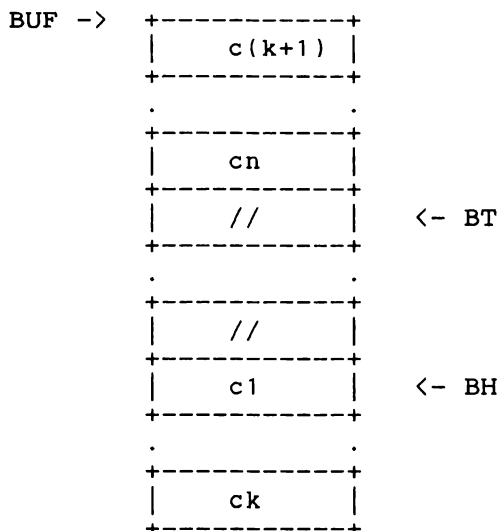 BUF -> +-----------+
| c(k+1) |
+-----------+
. .
+-----------+
| cn |
+-----------+
| // | <- BT
+-----------+
. .
+-----------+
| // |
+-----------+
| c1 | <- BH
+-----------+
. .
+-----------+
| ck |
+-----------+